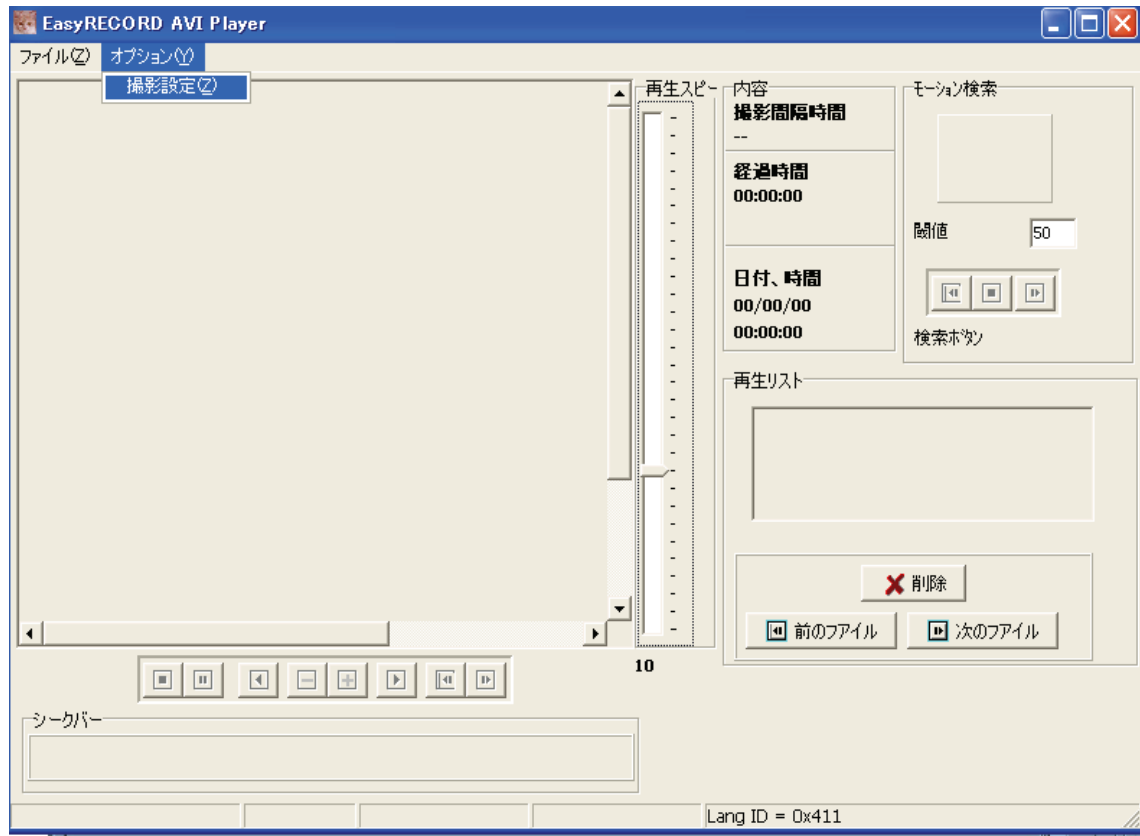 EasyRECORD AVI Player
ファイル(Z) オプション(Y)
撮影設定(Z)
再生スピー
内容
撮影間隔時間
--
経過時間
00:00:00
日付、時間
00/00/00
00:00:00
モーション検索
閾値 50
検索ボタン
再生リスト
削除
前のファイル 次のファイル
10
シークバー
Lang ID = 0x411